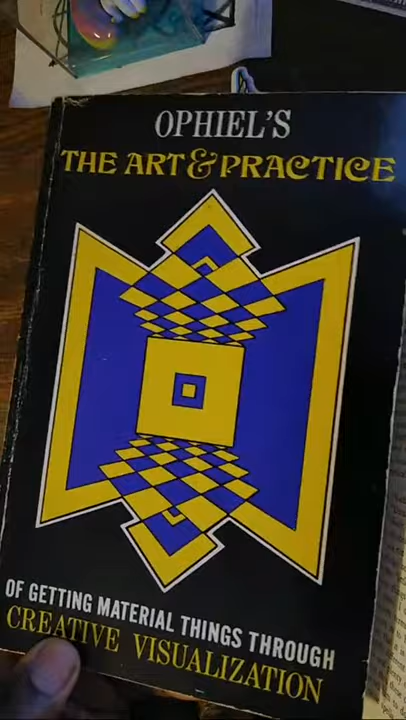 OPHIEL'S
THE ART & PRACTICE
OF GETTING MATERIAL THINGS THROUGH
CREATIVE VISUALIZATION